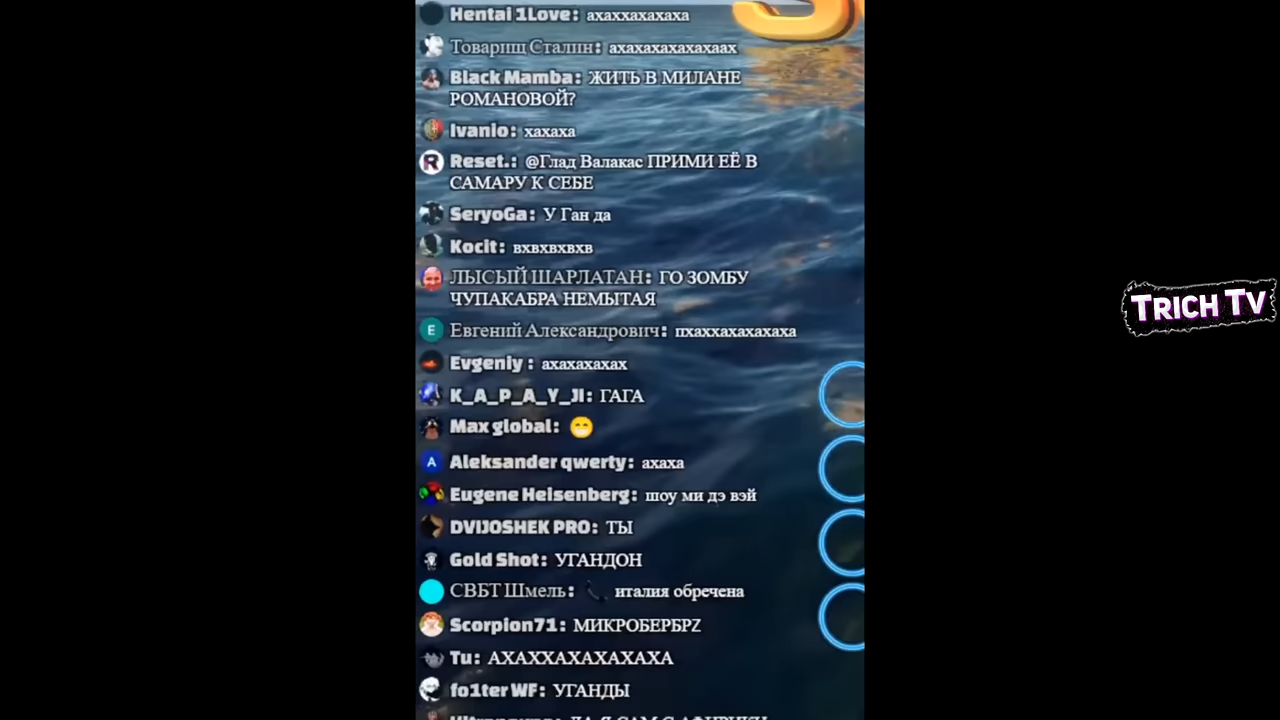 Hentai 1Love: ахаххахахаха
Товарищ Сталин: ахахахахахахаах
Black Mamba: ЖИТЬ В МИЛАНЕ
РОМАНОВОЙ?
Ivanio: хахаха
Reset.: @Глад Валакас ПРИМИ ЕЁ В
САМАРУ К СЕБЕ
SeryoGa: У Ган да
Kocit: вхвхвхвхв
ЛЫСЫЙ ШАРЛАТАН: ГО ЗОМБУ
ЧУПАКАБРА НЕМЫТАЯ
Е
Евгений Александрович: пхаххахахахаха
Evgeniy : ахахахахах
K_A_P_A_Y_JI: ГАГА
Max global: 😁
A
Aleksander qwerty: ахаха
Eugene Heisenberg: шоу ми дэ вэй
DVIJOSHEK PRO: ТЫ
Gold Shot: УГАНДОН
СВБТ Шмель: 📞 италия обречена
Scorpion71: МИКРОБЕРБРZ
Tu: АХАХХАХАХАХАХА
fo1ter WF: УГАНДЫ
TRICH TV